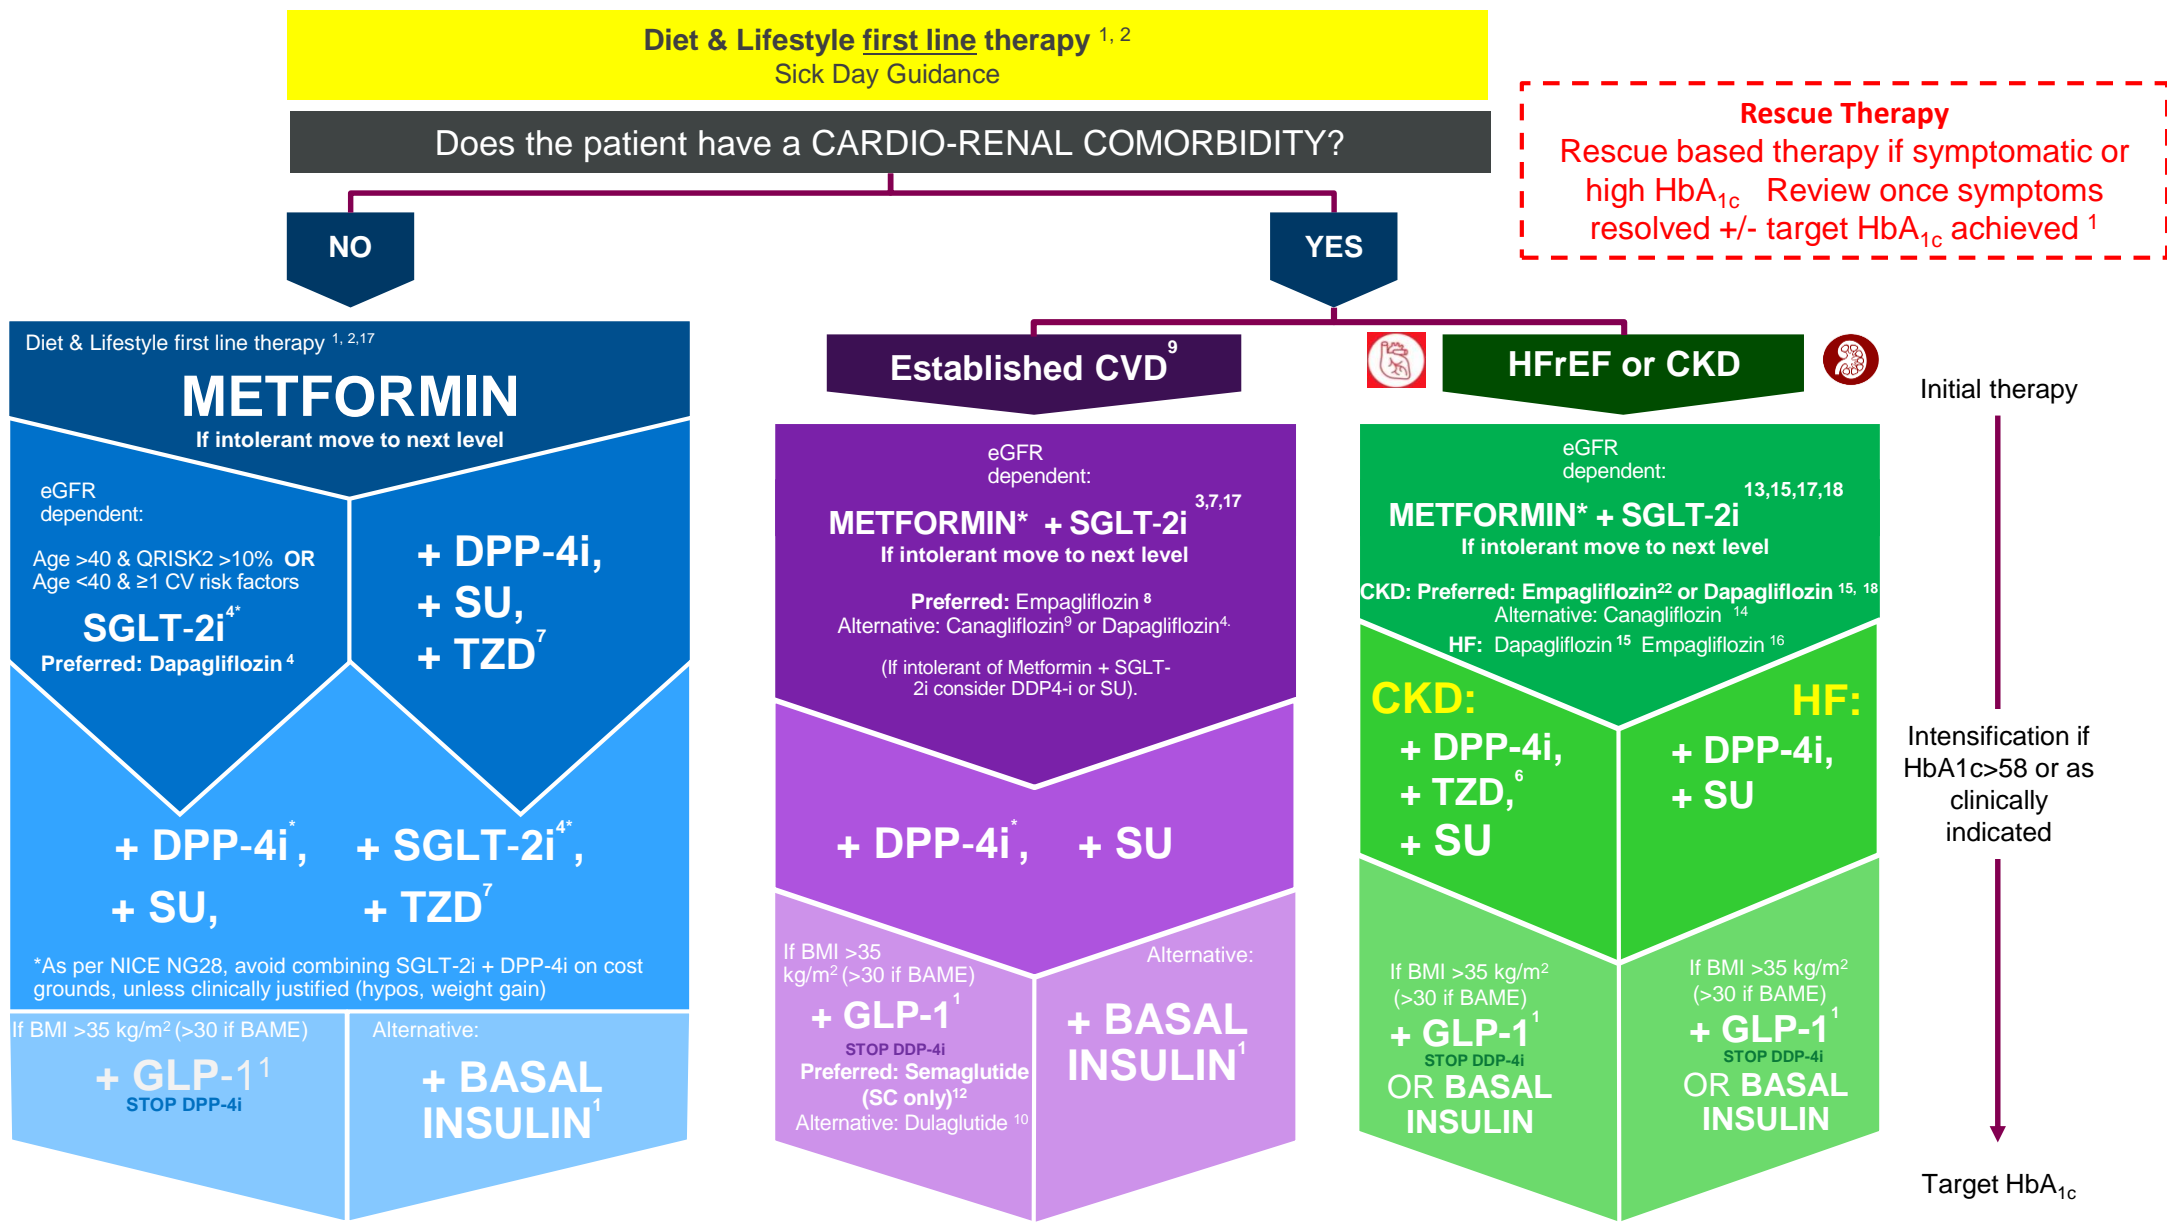 Diet & Lifestyle first line therapy 1, 2
Sick Day Guidance
Does the patient have a CARDIO-RENAL COMORBIDITY?
Rescue Therapy
Rescue based therapy if symptomatic or
high HbA1c Review once symptoms
resolved +/- target HbA1c achieved 1
NO
YES
Diet & Lifestyle first line therapy 1, 2,17
METFORMIN
If intolerant move to next level
eGFR
dependent:
Age >40 & QRISK2 >10% OR
Age <40 & ≥1 CV risk factors
SGLT-2i4*
Preferred: Dapagliflozin 4
+ DPP-4i,
+ SU,
+ TZD7
+ DPP-4i*, + SGLT-2i4*,
+ SU, + TZD7
*As per NICE NG28, avoid combining SGLT-2i + DPP-4i on cost
grounds, unless clinically justified (hypos, weight gain)
If BMI >35 kg/m2 (>30 if BAME)
+ GLP-11
STOP DPP-4i
Alternative:
+ BASAL
INSULIN1
Established CVD9
eGFR
dependent:
METFORMIN* + SGLT-2i 3,7,17
If intolerant move to next level
Preferred: Empagliflozin 8
Alternative: Canagliflozin9 or Dapagliflozin4.
(If intolerant of Metformin + SGLT-
2i consider DDP4-i or SU).
+ DPP-4i*, + SU
If BMI >35
kg/m2 (>30 if BAME)
+ GLP-11
STOP DDP-4i
Preferred: Semaglutide
(SC only)12
Alternative: Dulaglutide 10
Alternative:
+ BASAL
INSULIN1
HFrEF or CKD
eGFR
dependent:
METFORMIN* + SGLT-2i 13,15,17,18
If intolerant move to next level
CKD: Preferred: Empagliflozin22 or Dapagliflozin 15, 18
Alternative: Canagliflozin 14
HF: Dapagliflozin 15 Empagliflozin 16
CKD:
+ DPP-4i,
+ TZD,6
+ SU
HF:
+ DPP-4i,
+ SU
If BMI >35 kg/m2
(>30 if BAME)
+ GLP-11
STOP DDP-4i
OR BASAL
INSULIN
If BMI >35 kg/m2
(>30 if BAME)
+ GLP-11
STOP DDP-4i
OR BASAL
INSULIN
Initial therapy
Intensification if
HbA1c>58 or as
clinically
indicated
Target HbA1c